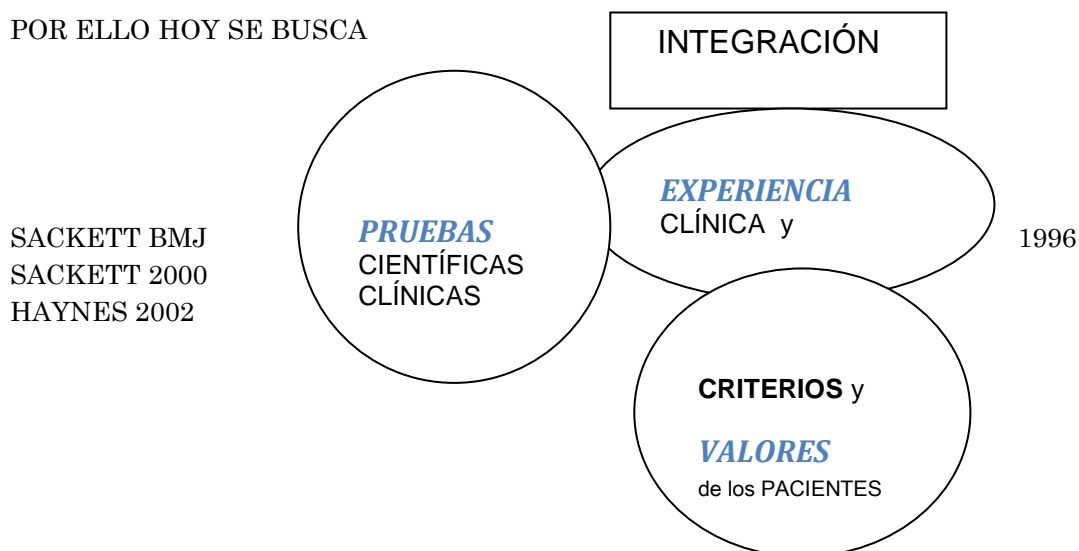 POR ELLO HOY SE BUSCA
INTEGRACIÓN
EXPERIENCIA
CLÍNICA y
SACKETT BMJ
1996
SACKETT 2000
HAYNES 2002
PRUEBAS
CIENTÍFICAS
CLÍNICAS
CRITERIOS y
VALORES
de los PACIENTES